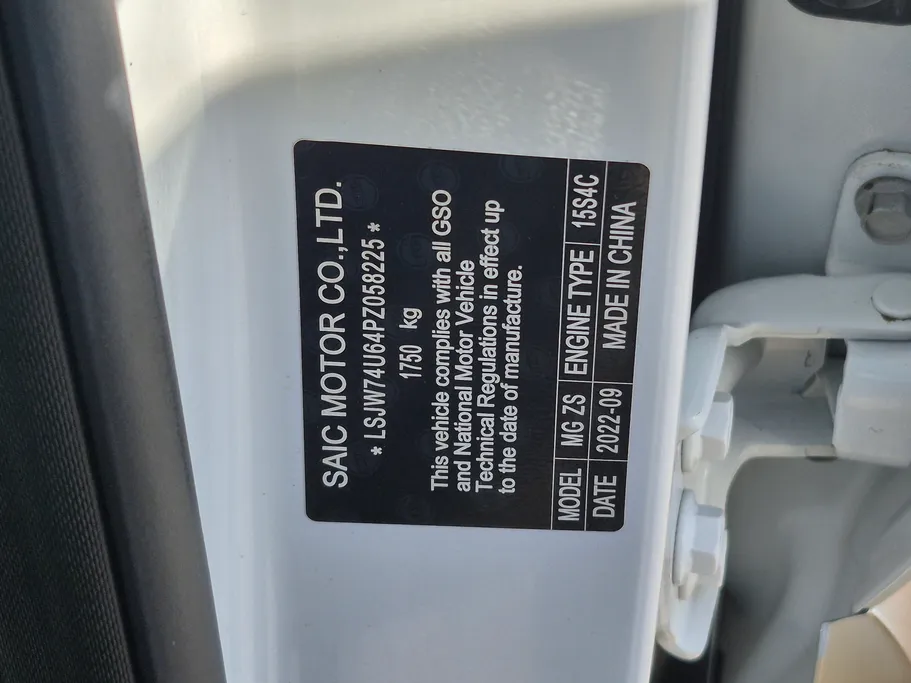 SAIC MOTOR CO.,LTD.
* LSJW74U64PZ058225 *
1750 kg
This vehicle complies with all GSO
and National Motor Vehicle
Technical Regulations in effect up
to the date of manufacture.
MODEL MG ZS ENGINE TYPE 15S4C
DATE 2022-09 MADE IN CHINA